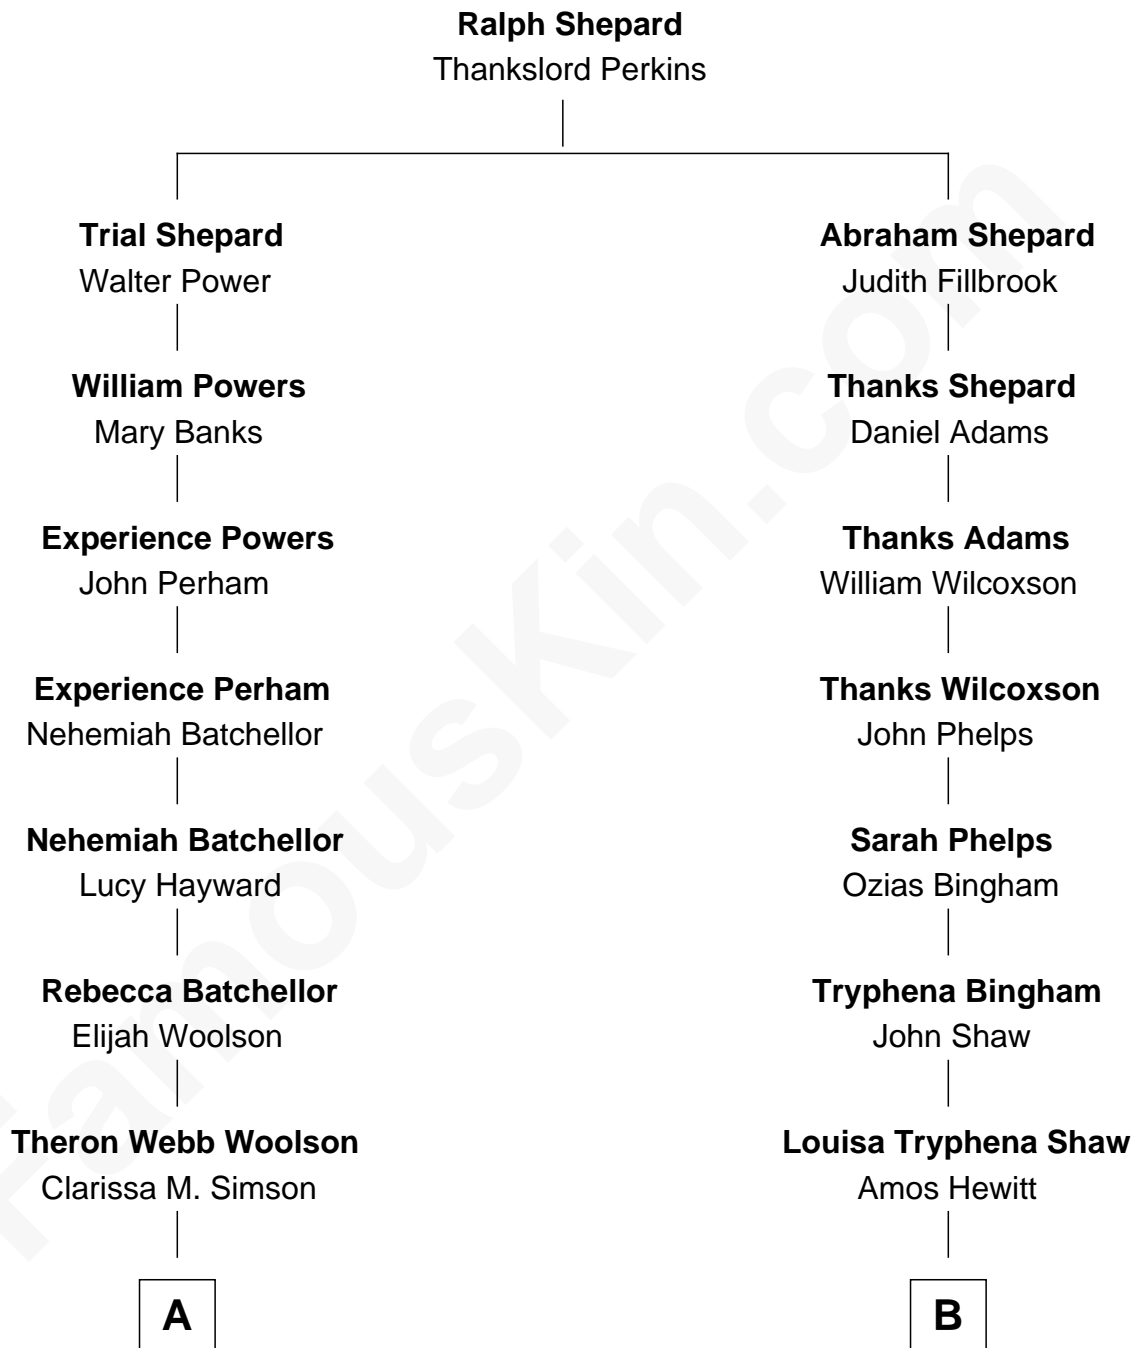 Ralph Shepard
Thankslord Perkins
Trial Shepard
Walter Power
Abraham Shepard
Judith Fillbrook
William Powers
Mary Banks
Thanks Shepard
Daniel Adams
Experience Powers
John Perham
Thanks Adams
William Wilcoxson
Experience Perham
Nehemiah Batchellor
Thanks Wilcoxson
John Phelps
Nehemiah Batchellor
Lucy Hayward
Sarah Phelps
Ozias Bingham
Rebecca Batchellor
Elijah Woolson
Tryphena Bingham
John Shaw
Theron Webb Woolson
Clarissa M. Simson
Louisa Tryphena Shaw
Amos Hewitt
A
B
FamousKin.com